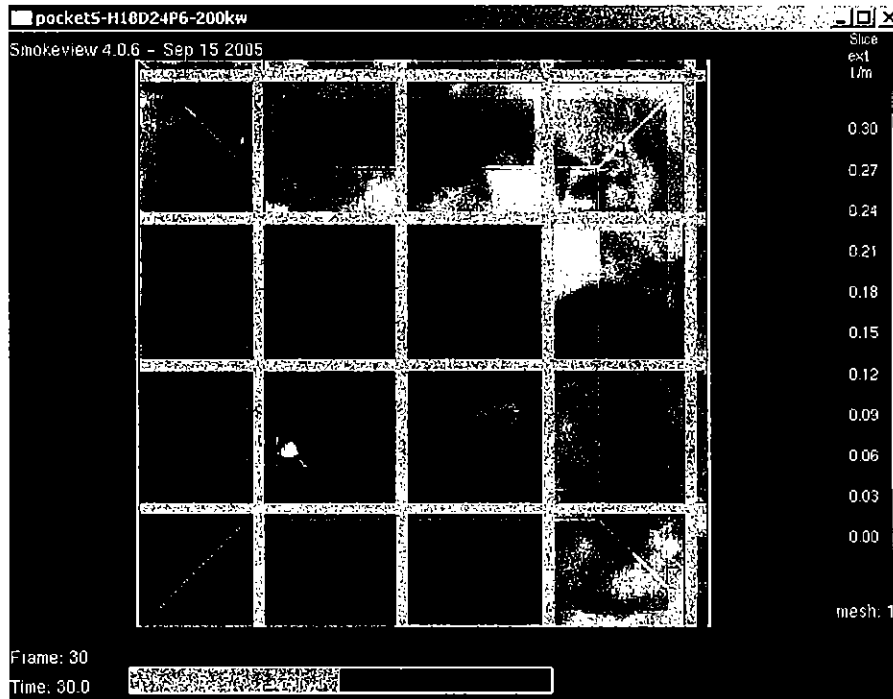 pocket5-H18D24P6-200kw
Smokeview 4.0.6 - Sep 15 2005
Slice
ext
1/m
0.30
0.27
0.24
0.21
0.18
0.15
0.12
0.09
0.06
0.03
0.00
mesh: 1
Frame: 30
Time: 30.0